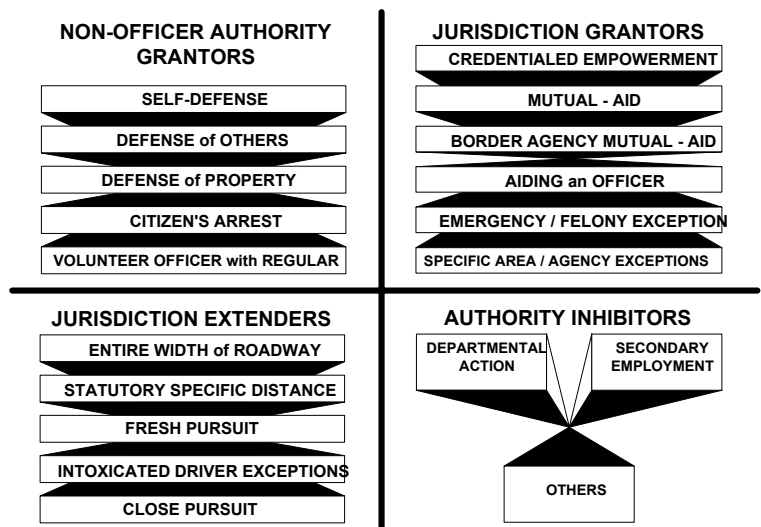 NON-OFFICER AUTHORITY
GRANTORS
SELF-DEFENSE
DEFENSE of OTHERS
DEFENSE of PROPERTY
CITIZEN'S ARREST
VOLUNTEER OFFICER with REGULAR
JURISDICTION GRANTORS
CREDENTIALED EMPOWERMENT
MUTUAL - AID
BORDER AGENCY MUTUAL - AID
AIDING an OFFICER
EMERGENCY / FELONY EXCEPTION
SPECIFIC AREA / AGENCY EXCEPTIONS
JURISDICTION EXTENDERS
ENTIRE WIDTH of ROADWAY
STATUTORY SPECIFIC DISTANCE
FRESH PURSUIT
INTOXICATED DRIVER EXCEPTIONS
CLOSE PURSUIT
AUTHORITY INHIBITORS
DEPARTMENTAL
ACTION
SECONDARY
EMPLOYMENT
OTHERS